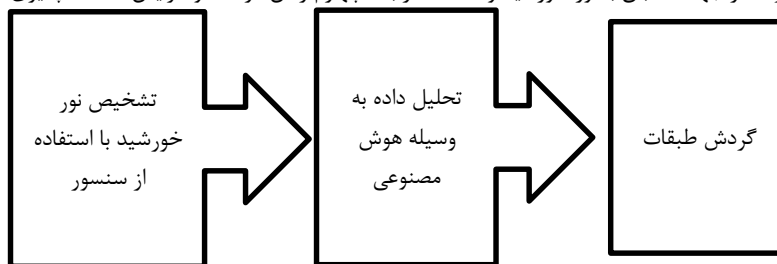 تشخیص نور
خورشید با استفاده
از سنسور
تحلیل داده به
وسیله هوش
مصنوعی
گردش طبقات